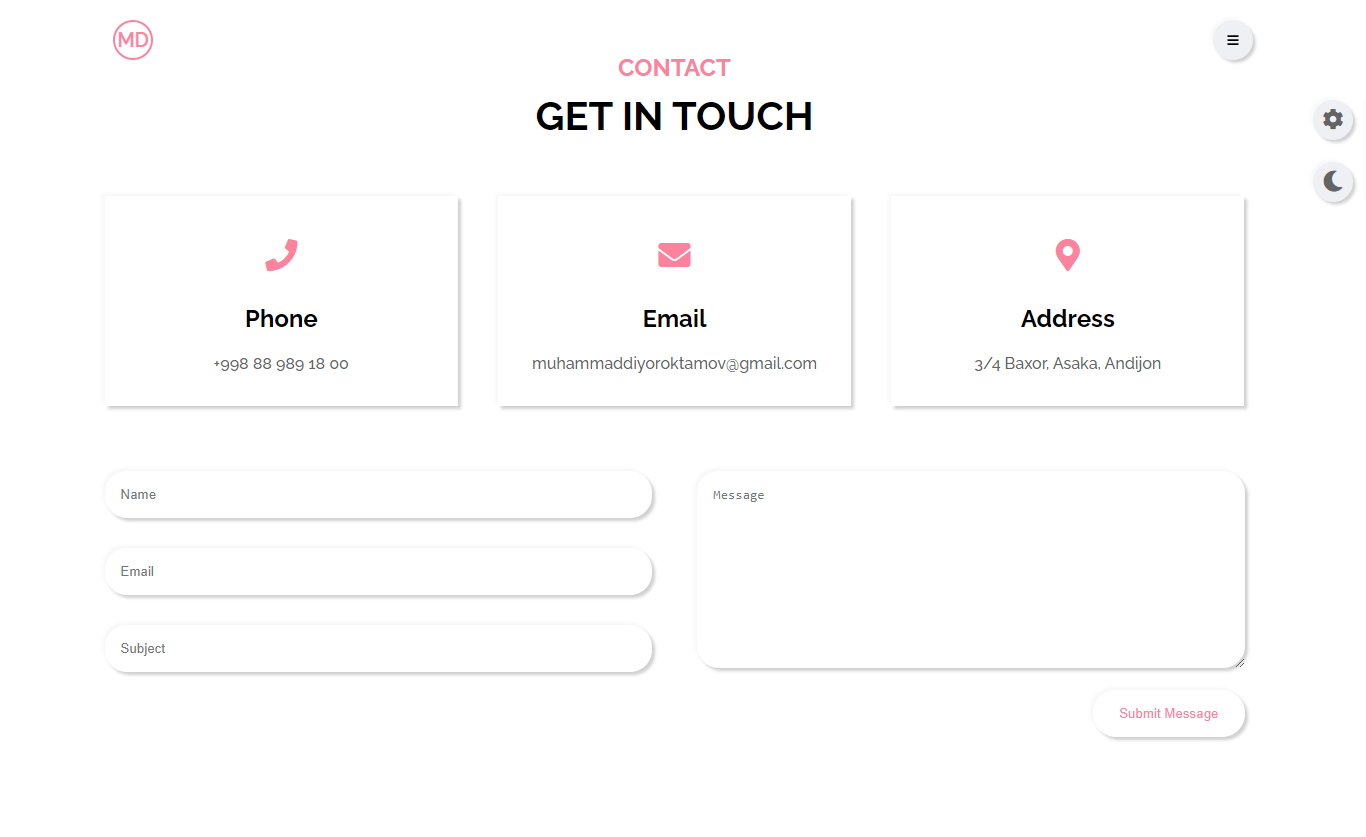 MD
CONTACT
GET IN TOUCH
Phone
+998 88 989 18 00
Email
muhammaddiyoroktamov@gmail.com
Address
3/4 Baxor, Asaka, Andijon
Name
Email
Subject
Message
Submit Message